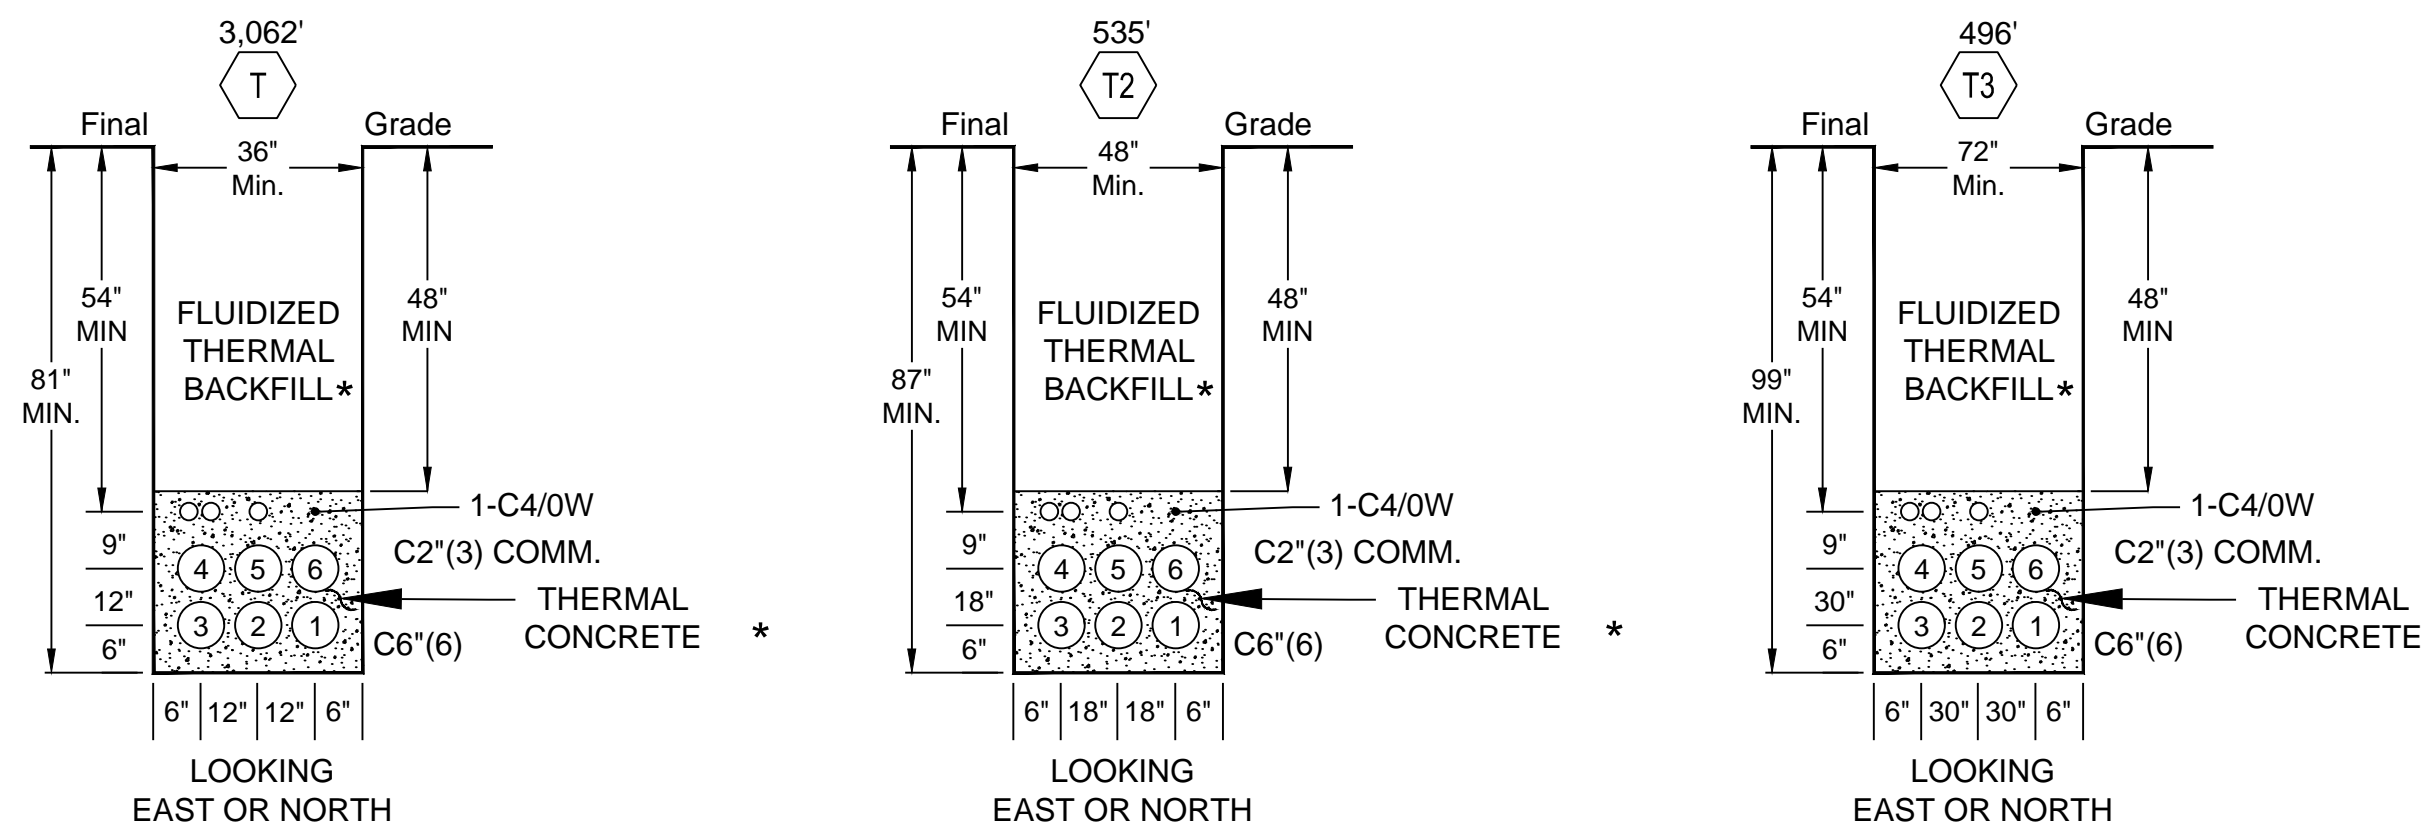 3,062'
T
Final
Grade
36"
Min.
54"
MIN
48"
MIN
81"
MIN.
FLUIDIZED
THERMAL
BACKFILL*
1-C4/0W
9"
C2"(3) COMM.
4 5 6
12"
THERMAL
CONCRETE *
3 2 1
6"
C6"(6)
6" 12" 12" 6"
LOOKING
EAST OR NORTH
535'
T2
Final
Grade
48"
Min.
54"
MIN
48"
MIN
87"
MIN.
FLUIDIZED
THERMAL
BACKFILL*
1-C4/0W
9"
C2"(3) COMM.
4 5 6
18"
THERMAL
CONCRETE *
3 2 1
6"
C6"(6)
6" 18" 18" 6"
LOOKING
EAST OR NORTH
496'
T3
Final
Grade
72"
Min.
54"
MIN
48"
MIN
99"
MIN.
FLUIDIZED
THERMAL
BACKFILL*
1-C4/0W
9"
C2"(3) COMM.
4 5 6
30"
THERMAL
CONCRETE
3 2 1
6"
C6"(6)
6" 30" 30" 6"
LOOKING
EAST OR NORTH